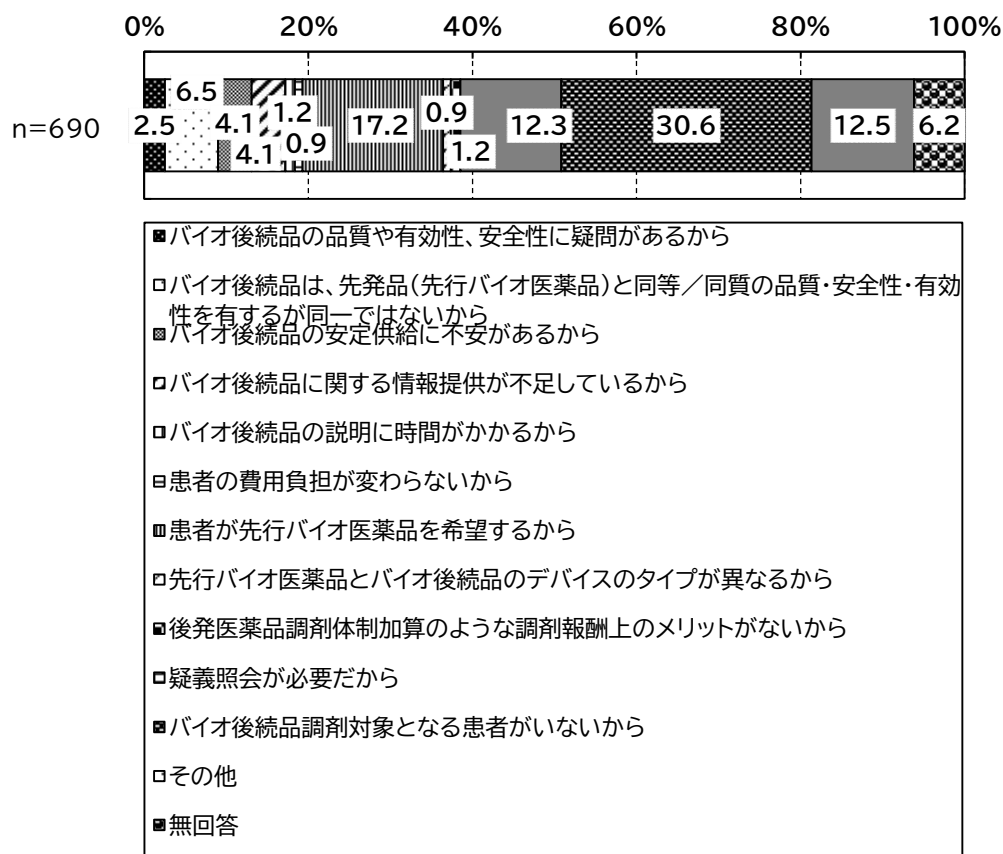 0% 20% 40% 60% 80% 100%
n=690
2.5 6.5 4.1 4.1 1.2 0.9 17.2 0.9 1.2 12.3 30.6 12.5 6.2
バイオ後続品の品質や有効性、安全性に疑問があるから
バイオ後続品は、先発品(先行バイオ医薬品)と同等/同質の品質・安全性・有効
性を有するが同一ではないから
バイオ後続品の安定供給に不安があるから
バイオ後続品に関する情報提供が不足しているから
バイオ後続品の説明に時間がかかるから
患者の費用負担が変わらないから
患者が先行バイオ医薬品を希望するから
先行バイオ医薬品とバイオ後続品のデバイスのタイプが異なるから
後発医薬品調剤体制加算のような調剤報酬上のメリットがないから
疑義照会が必要だから
バイオ後続品調剤対象となる患者がいないから
その他
無回答